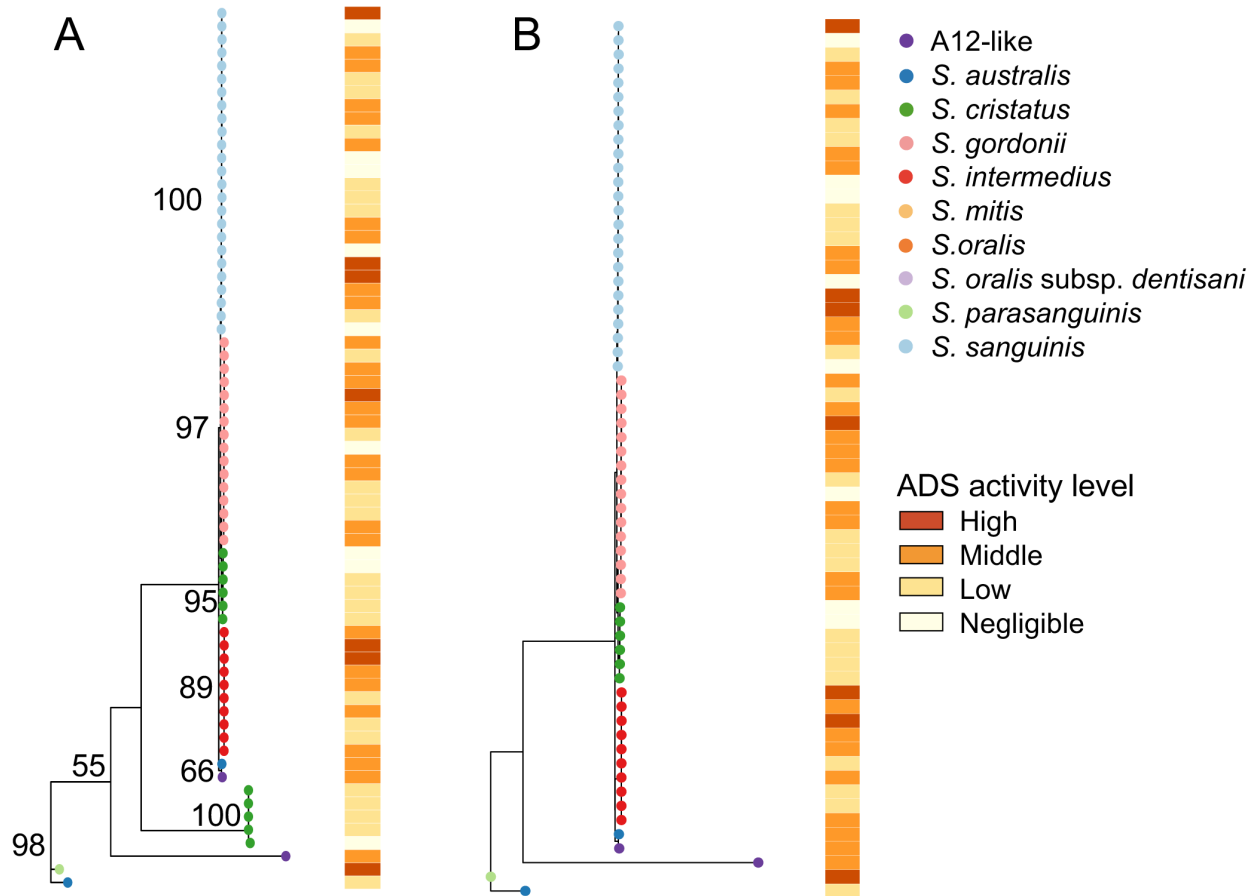 A
B
A12-like
S. australis
S. cristatus
S. gordonii
S. intermedius
S. mitis
S.oralis
S. oralis subsp. dentisani
S. parasanguinis
S. sanguinis
100
97
95
89
66
55
100
98
ADS activity level
High
Middle
Low
Negligible